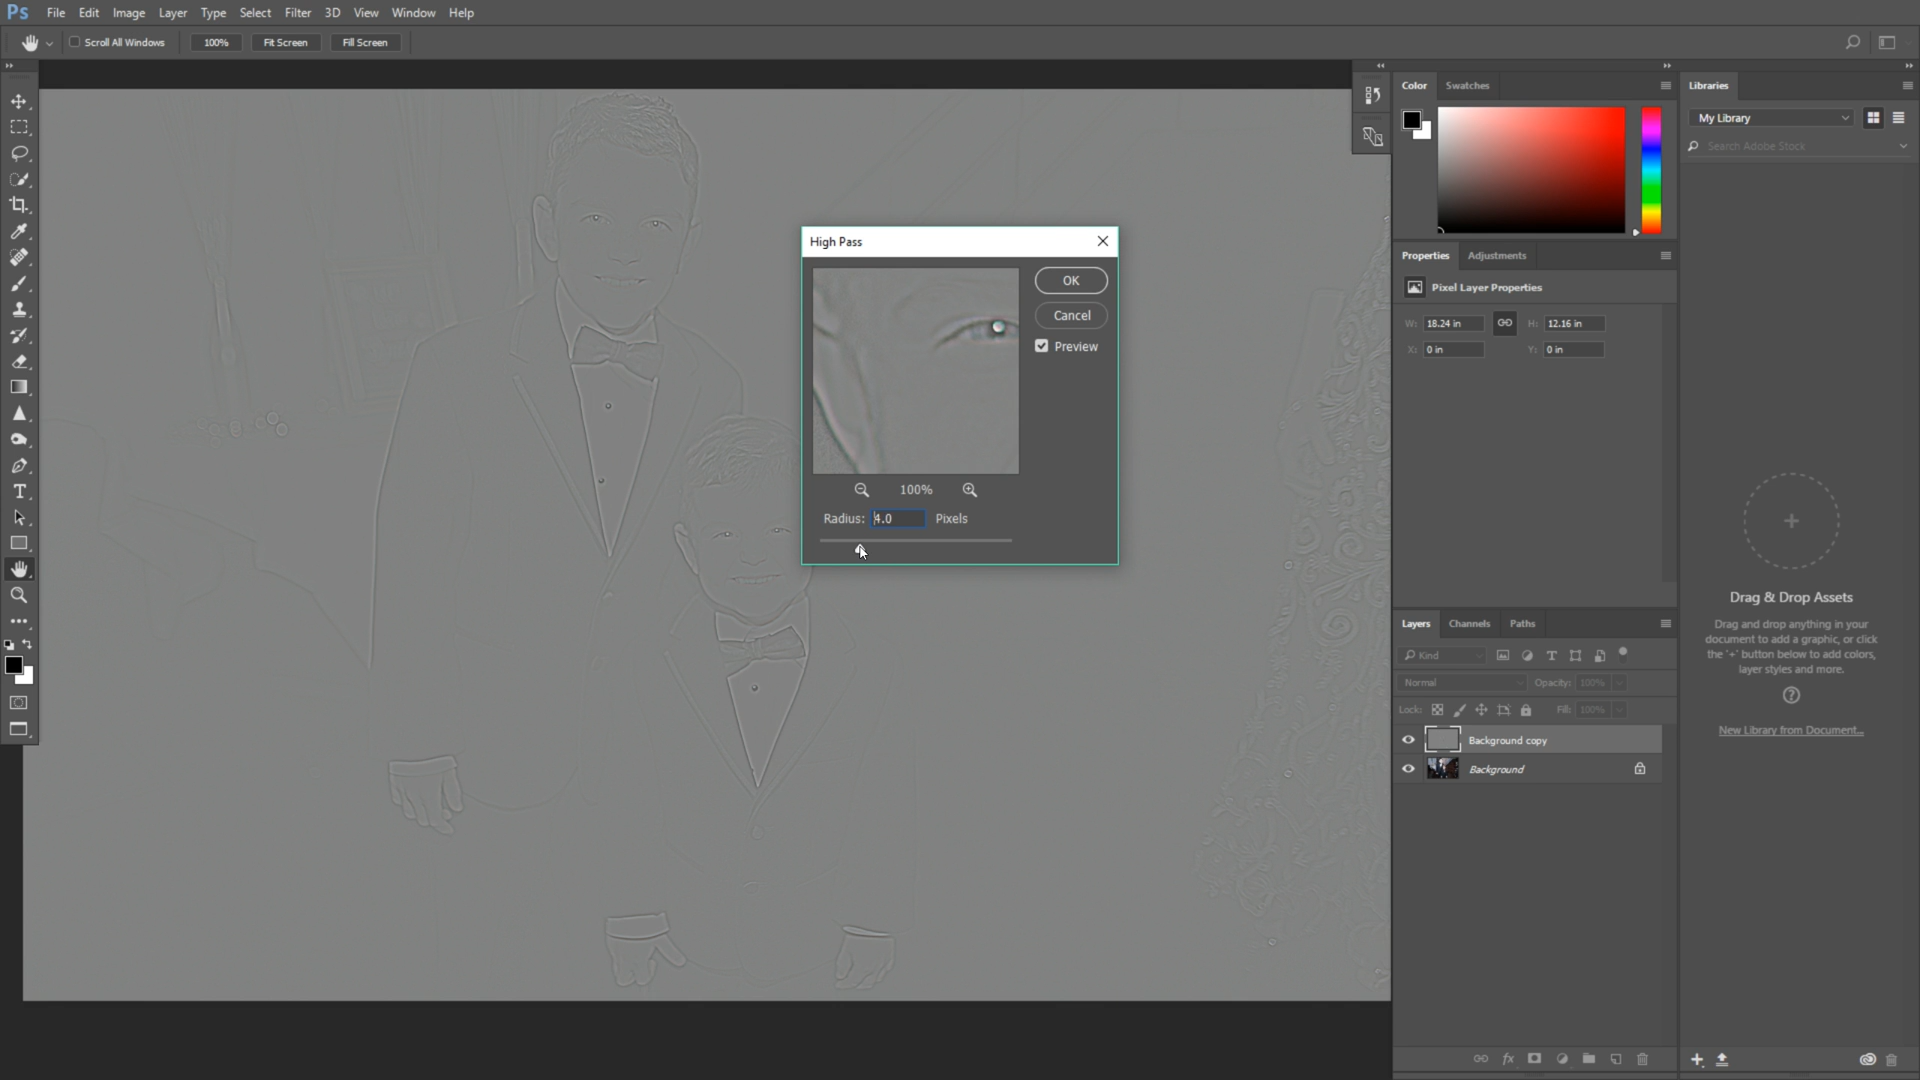 Ps File Edit Image Layer Type Select Filter 3D View Window Help
Scroll All Windows 100% Fit Screen Fill Screen
Color Swatches
Libraries
My Library
Search Adobe Stock
High Pass
OK
Cancel
Preview
100%
Radius: 4.0 Pixels
Properties Adjustments
Pixel Layer Properties
W: 18.24 in H: 12.16 in
X: 0 in Y: 0 in
Drag & Drop Assets
Drag and drop anything in your
document to add a graphic, or click
the '+' button below to add colors,
layer styles and more.
?
New Library from Document...
Layers Channels Paths
Kind
Normal Opacity: 100%
Lock: Fill: 100%
Background copy
Background
fx